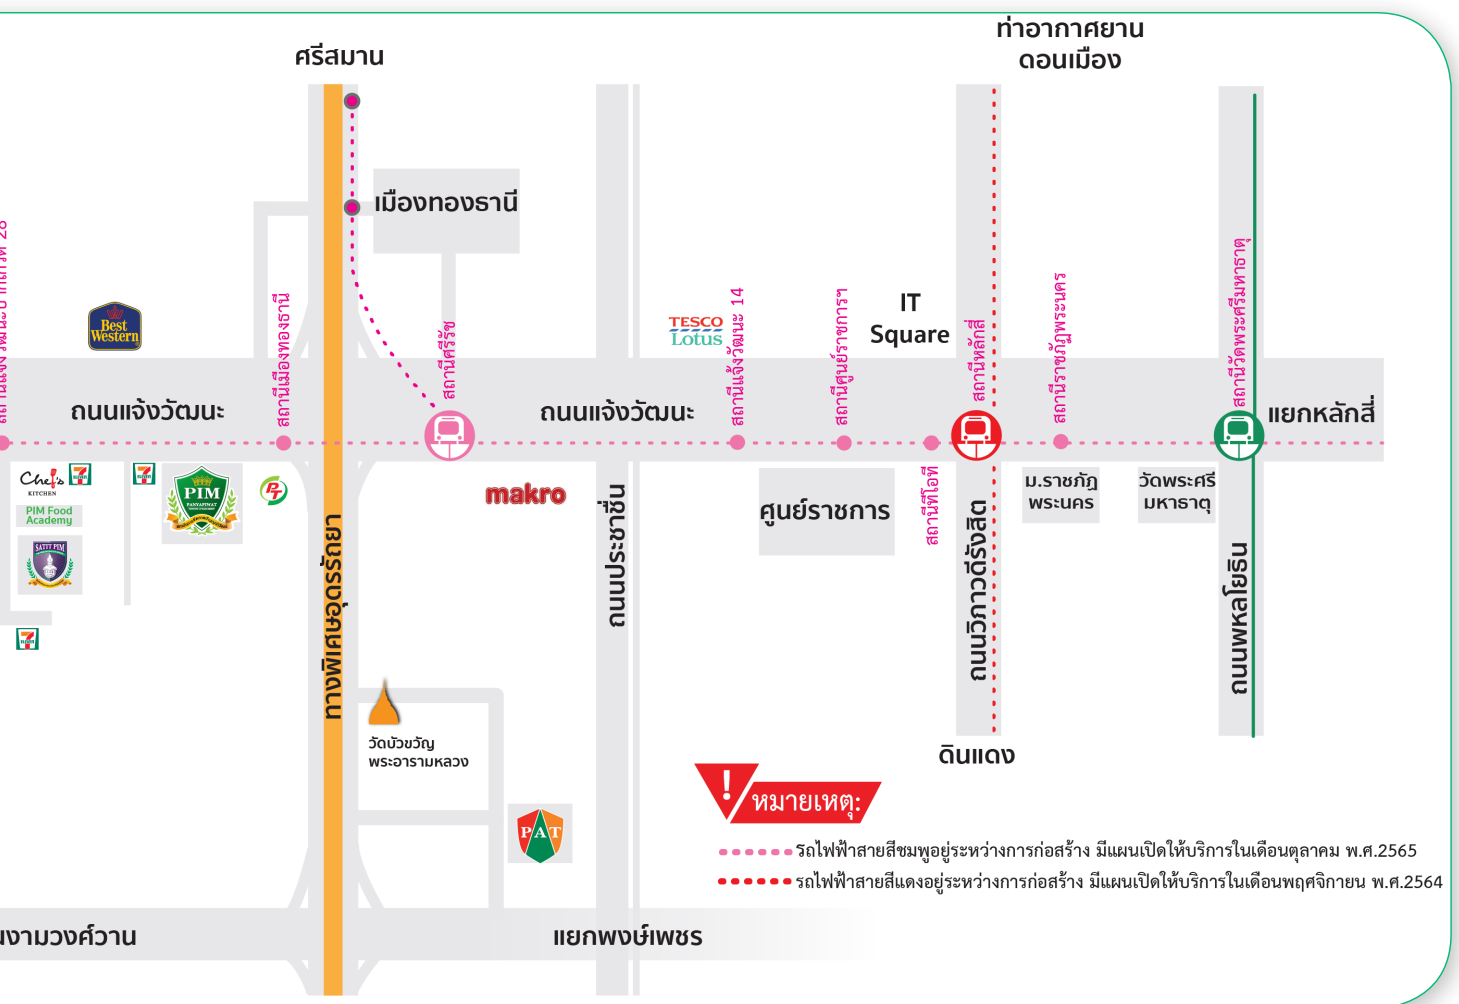 ท่าอากาศยาน
ดอนเมือง
ศรีสมาน
เมืองทองธานี
Best
Western
TESCO
Lotus
IT
Square
สถานีเมืองทองธานี
สถานีศรีรัช
สถานีแจ้งวัฒนะ 14
สถานีศูนย์ราชการฯ
สถานีหลักสี่
สถานีราชภัฏพระนคร
สถานีวัดพระศรีมหาธาตุ
ถนนแจ้งวัฒนะ
ถนนแจ้งวัฒนะ
แยกหลักสี่
Chef's
KITCHEN
PIM Food
Academy
SATIT PIM
7 ELEVEN
7 ELEVEN
7 ELEVEN
PIM
PANYAPIWAT
PT
makro
ศูนย์ราชการ
สถานีทีโอที
ม.ราชภัฏ
พระนคร
วัดพระศรี
มหาธาตุ
ทางพิเศษอุดรรัถยา
ถนนประชาชื่น
ถนนวิภาวดีรังสิต
ถนนพหลโยธิน
วัดบัวขวัญ
พระอารามหลวง
ดินแดง
PAT
!
หมายเหตุ:
รถไฟฟ้าสายสีชมพูอยู่ระหว่างการก่อสร้าง มีแผนเปิดให้บริการในเดือนตุลาคม พ.ศ.2565
รถไฟฟ้าสายสีแดงอยู่ระหว่างการก่อสร้าง มีแผนเปิดให้บริการในเดือนพฤศจิกายน พ.ศ.2564
งามวงศ์วาน
แยกพงษ์เพชร